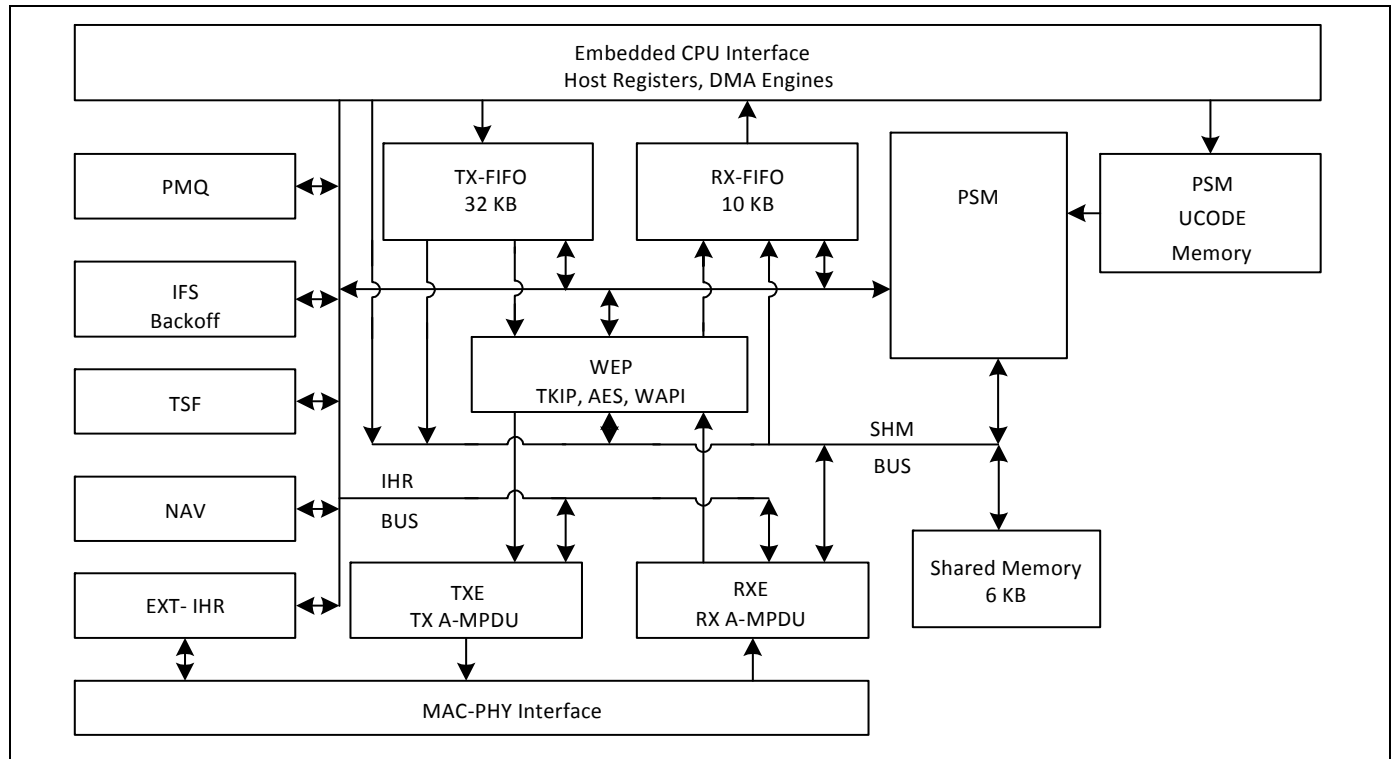 Embedded CPU Interface
Host Registers, DMA Engines
PMQ
TX-FIFO
32 KB
RX-FIFO
10 KB
PSM
PSM
UCODE
Memory
IFS
Backoff
WEP
TKIP, AES, WAPI
TSF
SHM
BUS
IHR
BUS
NAV
EXT- IHR
TXE
TX A-MPDU
RXE
RX A-MPDU
Shared Memory
6 KB
MAC-PHY Interface